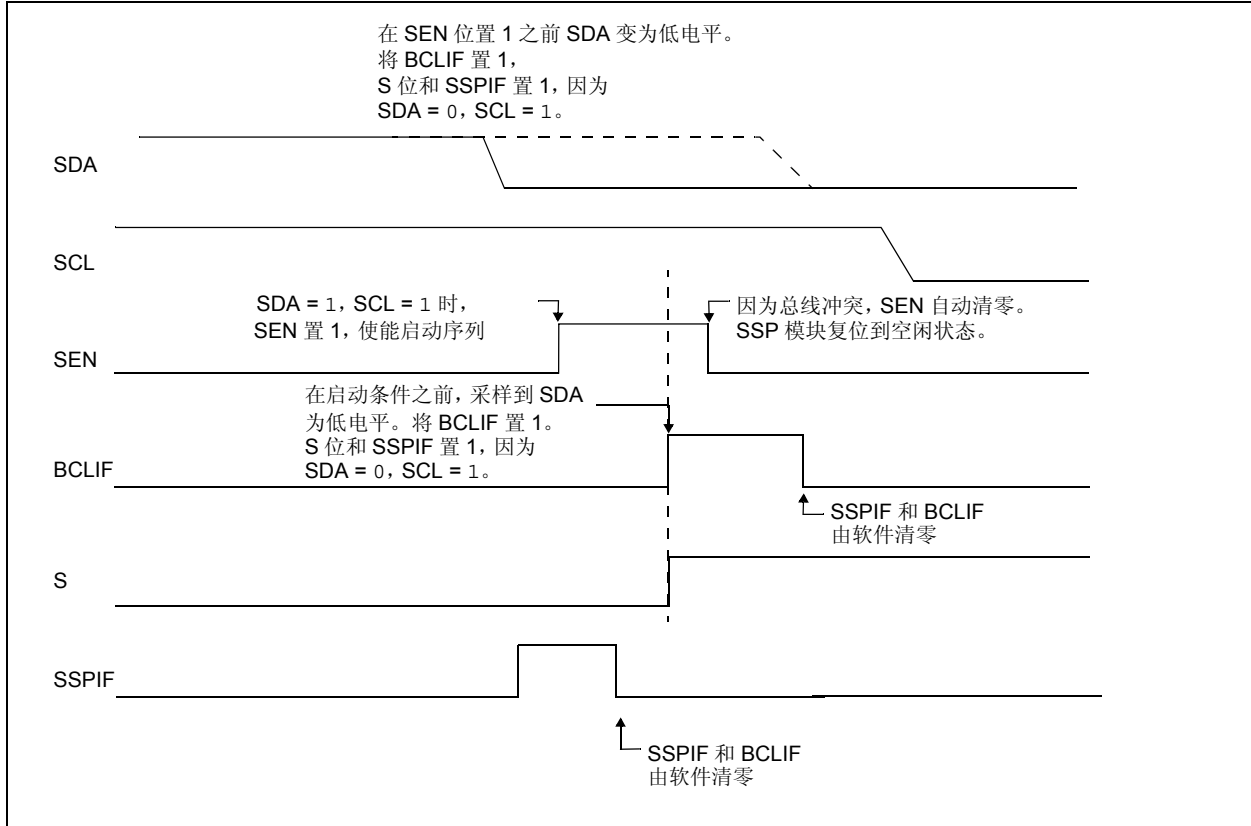 在 SEN 位置 1 之前 SDA 变为低电平。
将 BCLIF 置 1，
S 位和 SSPIF 置 1，因为
SDA = 0，SCL = 1。
SDA
SCL
SDA = 1，SCL = 1 时，
SEN 置 1，使能启动序列
因为总线冲突，SEN 自动清零。
SSP 模块复位到空闲状态。
SEN
在启动条件之前，采样到 SDA
为低电平。将 BCLIF 置 1。
S 位和 SSPIF 置 1，因为
SDA = 0，SCL = 1。
BCLIF
SSPIF 和 BCLIF
由软件清零
S
SSPIF
SSPIF 和 BCLIF
由软件清零